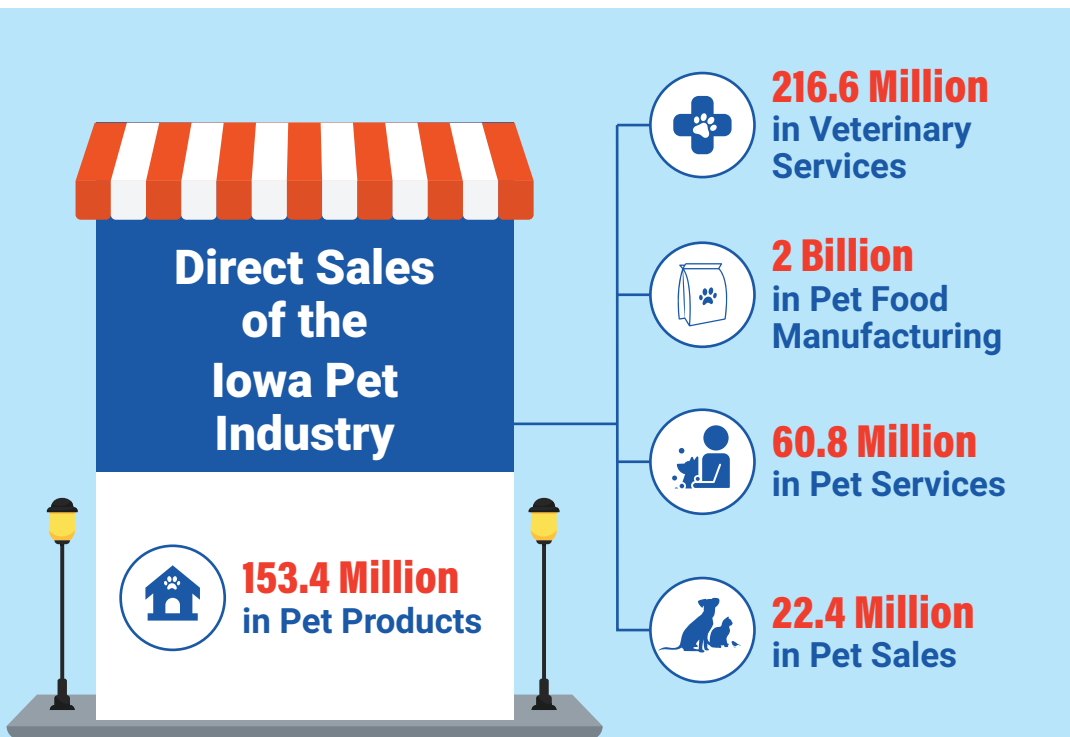 Direct Sales
of the
Iowa Pet
Industry
153.4 Million
in Pet Products
216.6 Million
in Veterinary
Services
2 Billion
in Pet Food
Manufacturing
60.8 Million
in Pet Services
22.4 Million
in Pet Sales